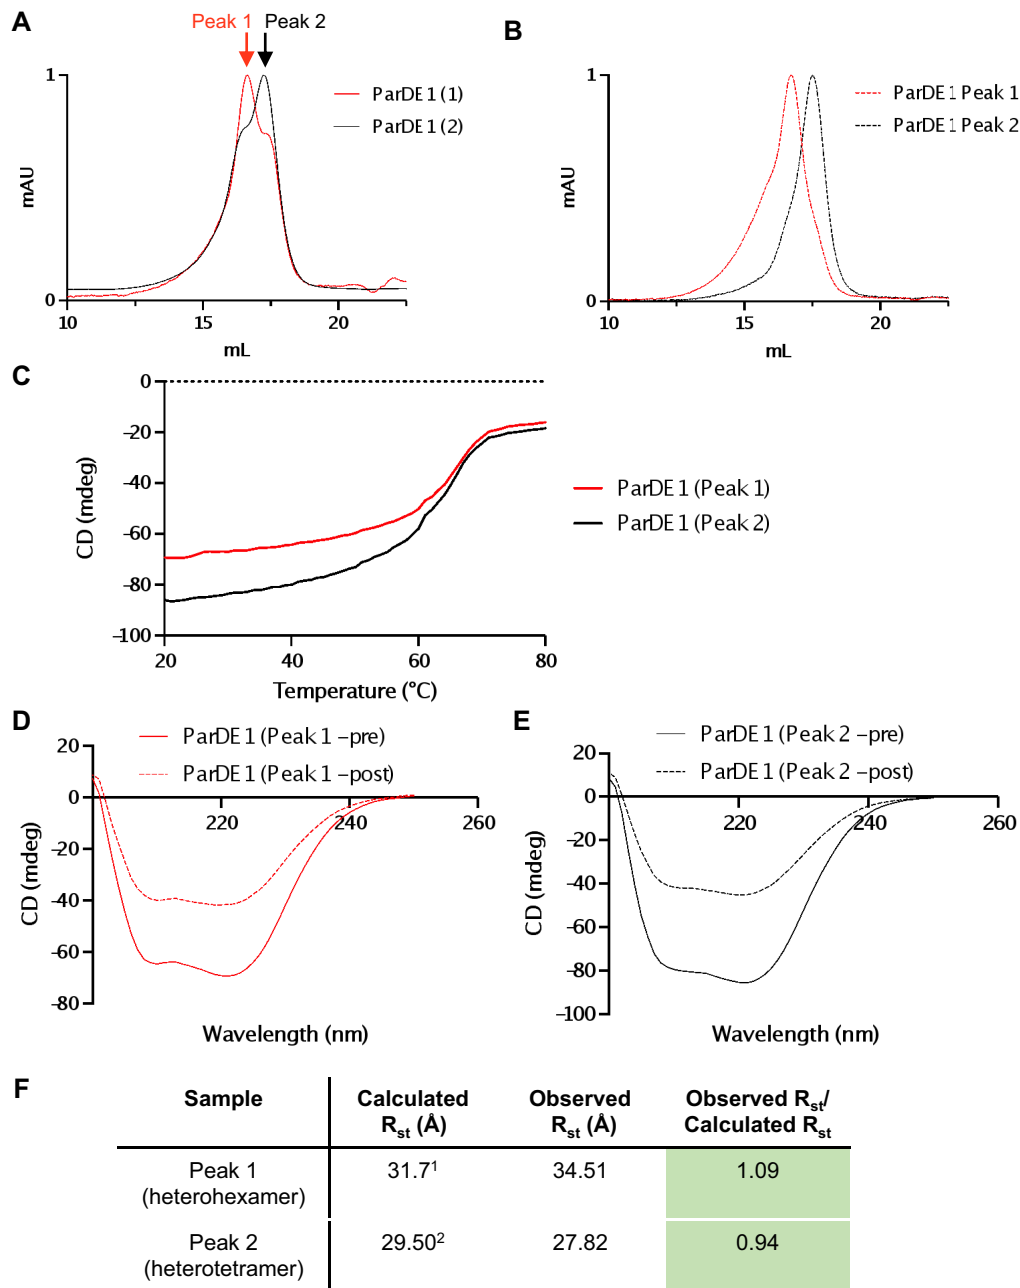 A
Peak 1 Peak 2
1
mAU
0
10 15 20
mL
ParDE1 (1)
ParDE1 (2)
B
1
mAU
0
10 15 20
mL
ParDE1 Peak 1
ParDE1 Peak 2
C
0
-20
-40
-60
-80
-100
CD (mdeg)
20 40 60 80
Temperature (°C)
ParDE1 (Peak 1)
ParDE1 (Peak 2)
D
ParDE1 (Peak 1 -pre)
ParDE1 (Peak 1 -post)
20
0
-20
-40
-60
-80
CD (mdeg)
220 240 260
Wavelength (nm)
E
ParDE1 (Peak 2 -pre)
ParDE1 (Peak 2 -post)
20
0
-20
-40
-60
-80
-100
CD (mdeg)
220 240 260
Wavelength (nm)
F
Sample Calculated Observed Observed Rst/
Rst (Å) Rst (Å) Calculated Rst
Peak 1 31.7¹ 34.51 1.09
(heterohexamer)
Peak 2 29.50² 27.82 0.94
(heterotetramer)